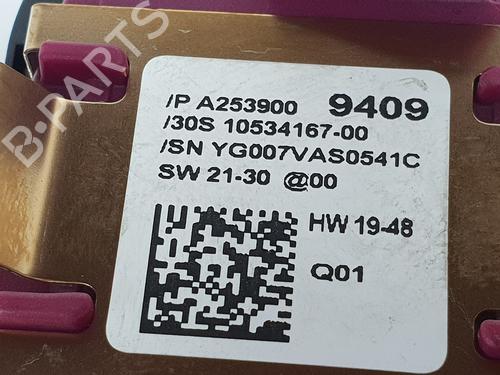 /P A253900 9409
/30S 10534167-00
/SN YG007VAS0541C
SW 21-30 @00
HW 19-48
Q01
B-PARTS